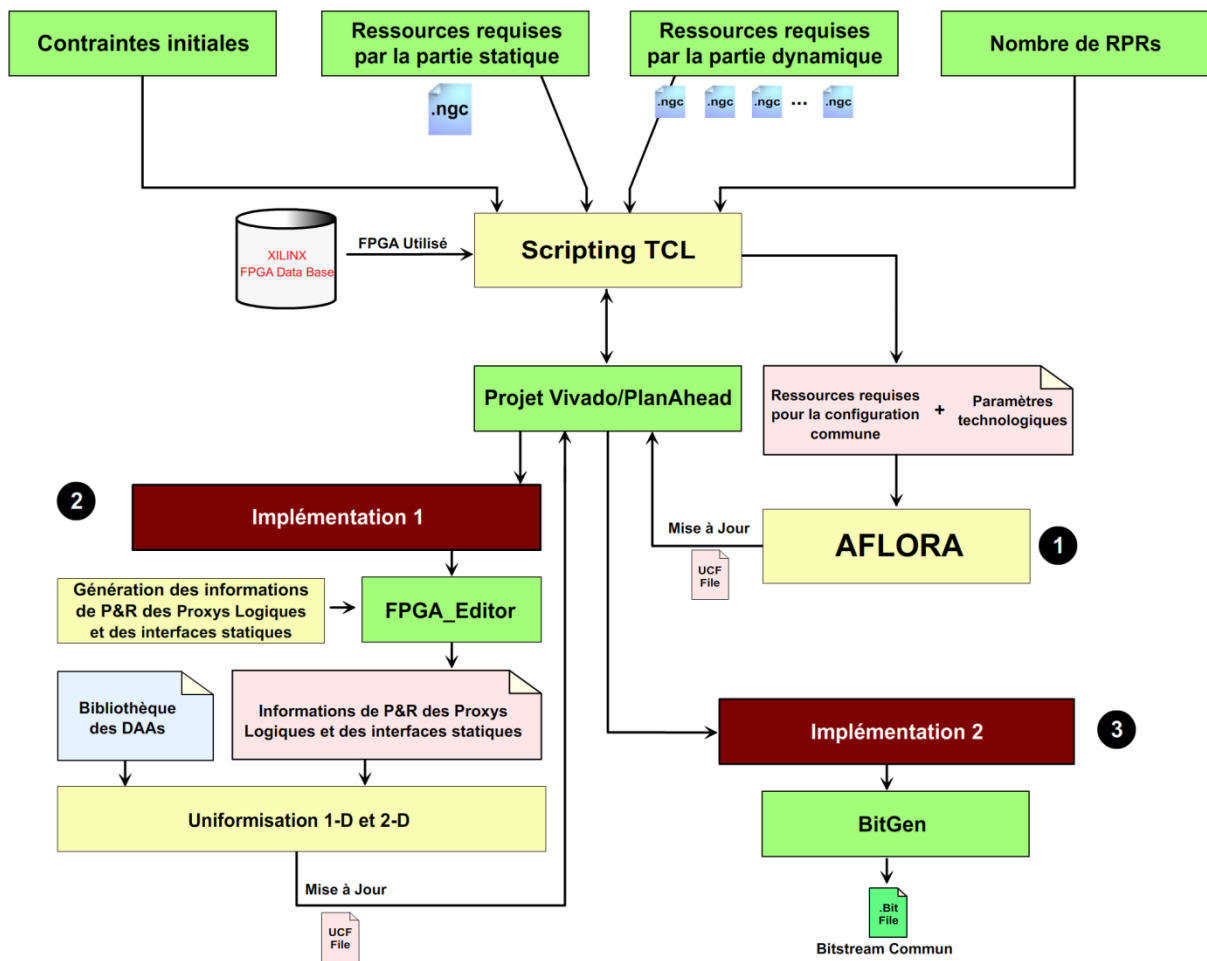 Contraintes initiales
Ressources requises
par la partie statique
Ressources requises
par la partie dynamique
Nombre de RPRs
.ngc
.ngc
.ngc
.ngc
...
.ngc
XILINX
FPGA Data Base
FPGA Utilisé
Scripting TCL
Projet Vivado/PlanAhead
Ressources requises
pour la configuration
commune
+
Paramètres
technologiques
2
Implémentation 1
Mise à Jour
UCF
File
AFLORA
1
Génération des informations
de P&R des Proxys Logiques
et des interfaces statiques
FPGA_Editor
Bibliothèque
des DAAs
Informations de P&R des Proxys
Logiques et des interfaces statiques
Implémentation 2
3
Uniformisation 1-D et 2-D
BitGen
Mise à Jour
UCF
File
.Bit
File
Bitstream Commun